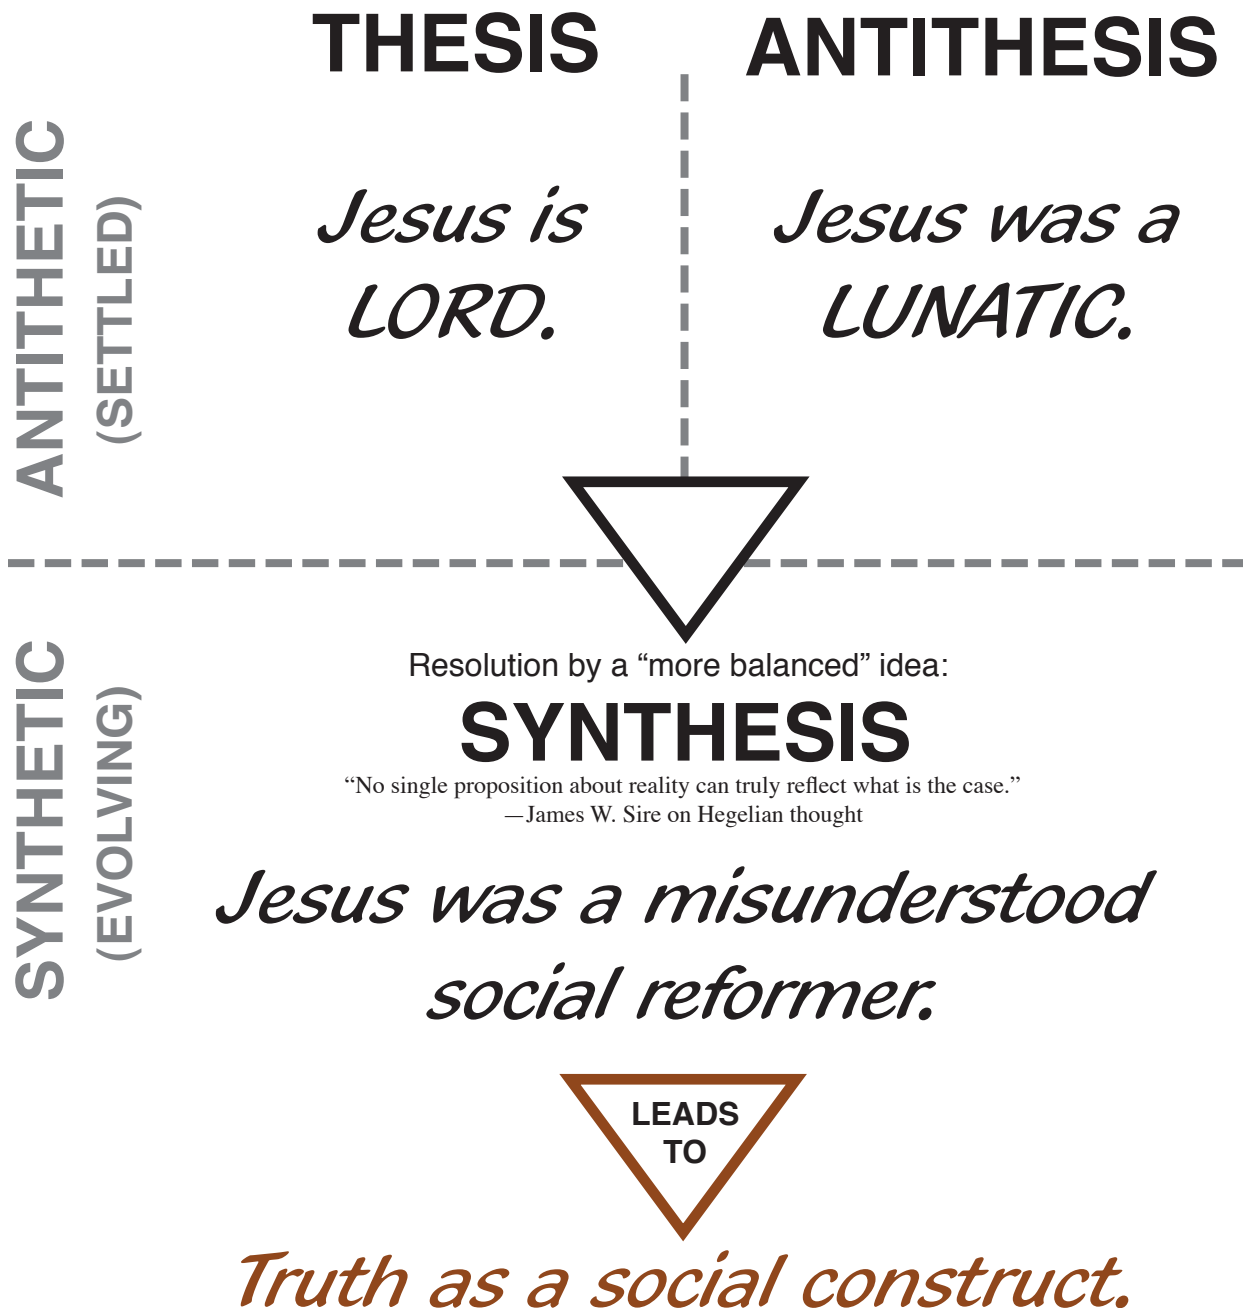 THESIS
ANTITHESIS
ANTITHETIC
(SETTLED)
Jesus is
LORD.
Jesus was a
LUNATIC.
SYNTHETIC
(EVOLVING)
Resolution by a “more balanced” idea:
SYNTHESIS
“No single proposition about reality can truly reflect what is the case.”
—James W. Sire on Hegelian thought
Jesus was a misunderstood
social reformer.
LEADS
TO
Truth as a social construct.